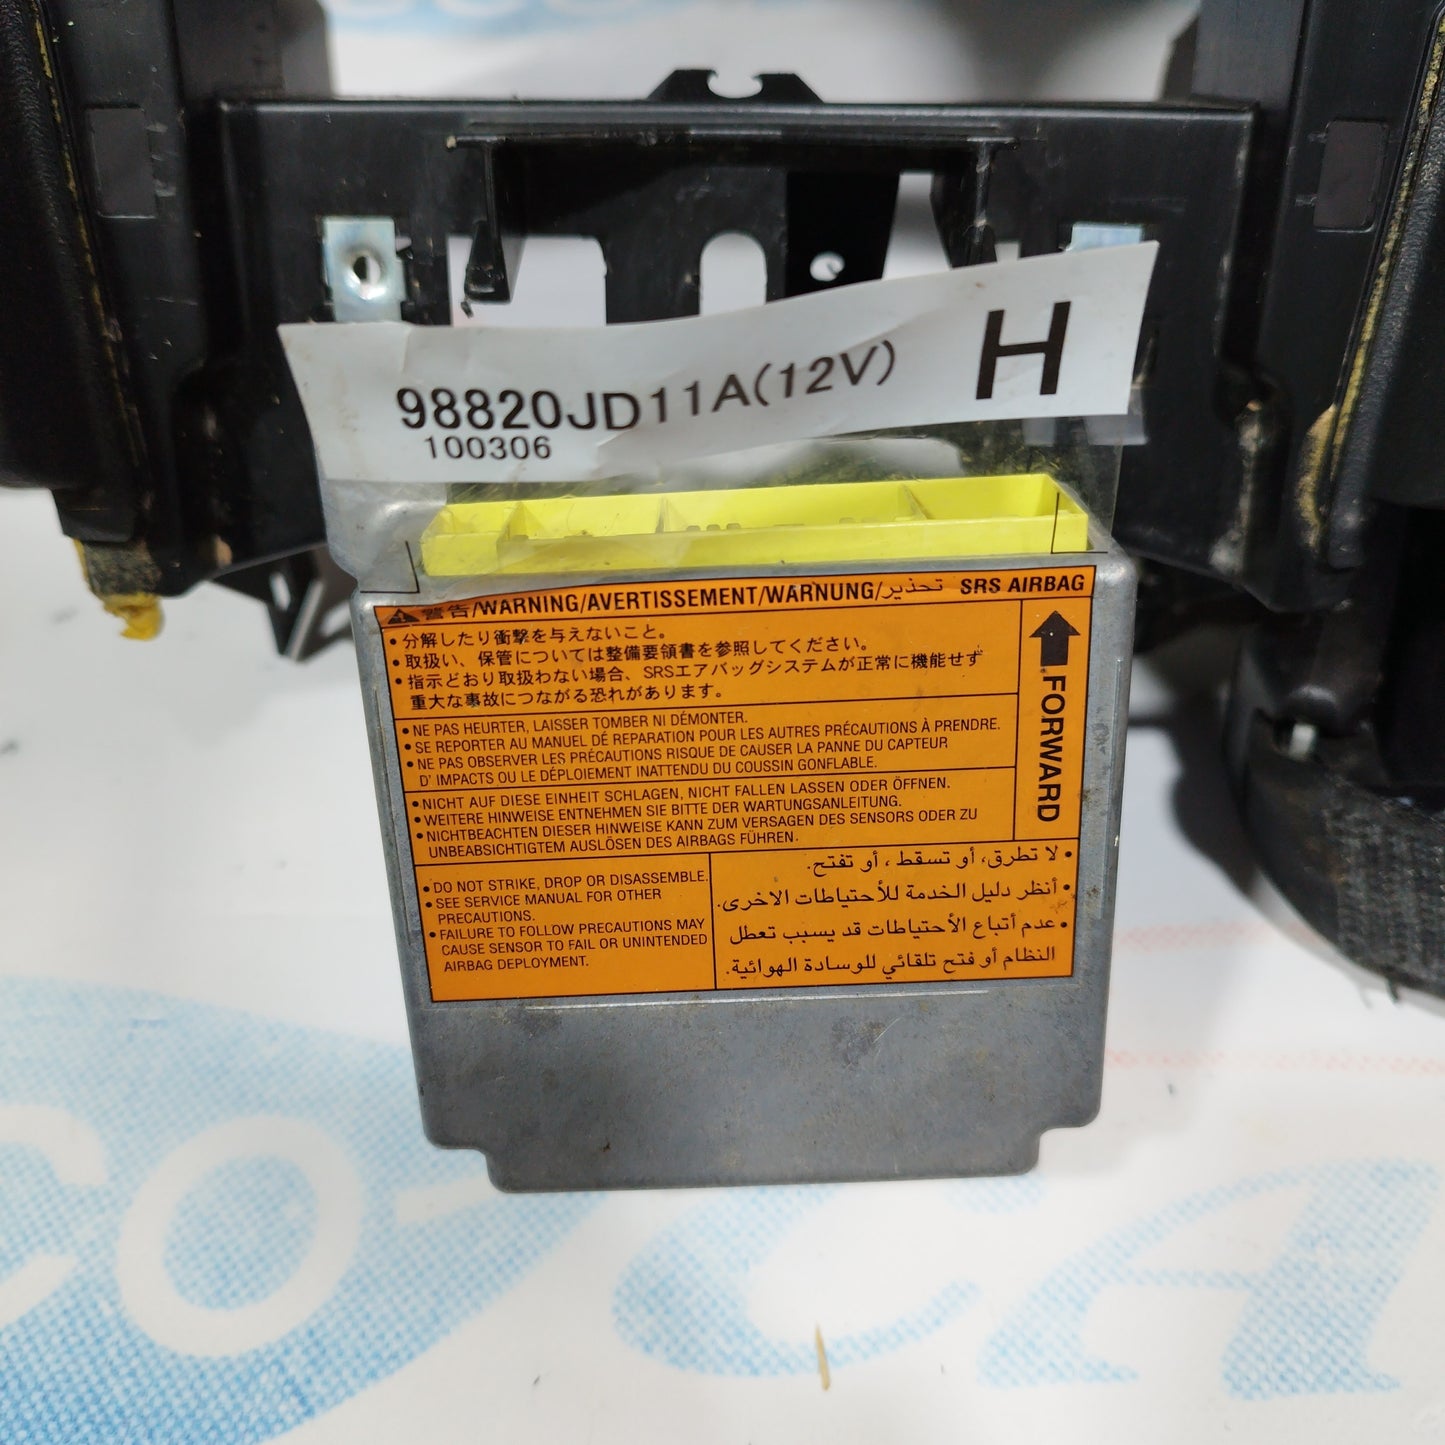 98820JD11A(12V) H
100306
警告/WARNING/AVERTISSEMENT/WARNUNG/تحذير SRS AIRBAG
• 分解したり衝撃を与えないこと。
• 取扱い、保管については整備要領書を参照してください。
• 指示どおり取扱わない場合、SRSエアバッグシステムが正常に機能せず
重大な事故につながる恐れがあります。
FORWARD
• NE PAS HEURTER, LAISSER TOMBER NI DÉMONTER.
• SE REPORTER AU MANUEL DÉ REPARATION POUR LES AUTRES PRÉCAUTIONS À PRENDRE.
• NE PAS OBSERVER LES PRÉCAUTIONS RISQUE DE CAUSER LA PANNE DU CAPTEUR
D' IMPACTS OU LE DÉPLOIEMENT INATTENDU DU COUSSIN GONFLABLE.
• NICHT AUF DIESE EINHEIT SCHLAGEN, NICHT FALLEN LASSEN ODER ÖFFNEN.
• WEITERE HINWEISE ENTNEHMEN SIE BITTE DER WARTUNGSANLEITUNG.
• NICHTBEACHTEN DIESER HINWEISE KANN ZUM VERSAGEN DES SENSORS ODER ZU
UNBEABSICHTIGTEM AUSLÖSEN DES AIRBAGS FÜHREN.
• DO NOT STRIKE, DROP OR DISASSEMBLE.
• SEE SERVICE MANUAL FOR OTHER
PRECAUTIONS.
• FAILURE TO FOLLOW PRECAUTIONS MAY
CAUSE SENSOR TO FAIL OR UNINTENDED
AIRBAG DEPLOYMENT.
• لا تطرق، أو تسقط ، أو تفتح.
• أنظر دليل الخدمة للأحتياطات الاخرى.
• عدم أتباع الأحتياطات قد يسبب تعطل
النظام أو فتح تلقائي للوسادة الهوائية.
CO CA